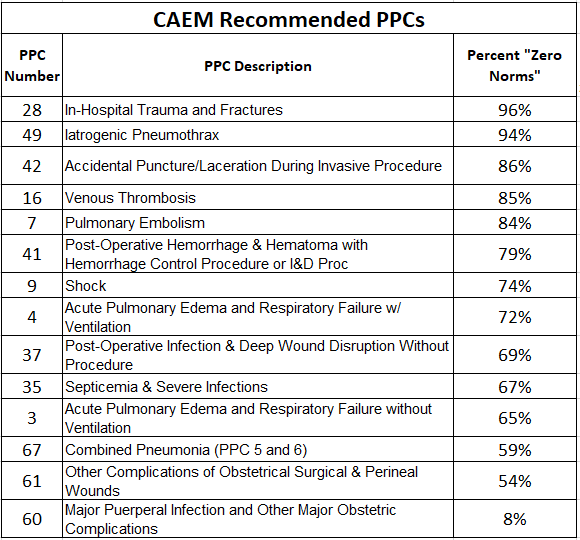 CAEM Recommended PPCs
PPC Number PPC Description Percent "Zero Norms"
28 In-Hospital Trauma and Fractures 96%
49 Iatrogenic Pneumothrax 94%
42 Accidental Puncture/Laceration During Invasive Procedure 86%
16 Venous Thrombosis 85%
7 Pulmonary Embolism 84%
41 Post-Operative Hemorrhage & Hematoma with
Hemorrhage Control Procedure or I&D Proc 79%
9 Shock 74%
4 Acute Pulmonary Edema and Respiratory Failure w/
Ventilation 72%
37 Post-Operative Infection & Deep Wound Disruption Without
Procedure 69%
35 Septicemia & Severe Infections 67%
3 Acute Pulmonary Edema and Respiratory Failure without
Ventilation 65%
67 Combined Pneumonia (PPC 5 and 6) 59%
61 Other Complications of Obstetrical Surgical & Perineal
Wounds 54%
60 Major Puerperal Infection and Other Major Obstetric
Complications 8%